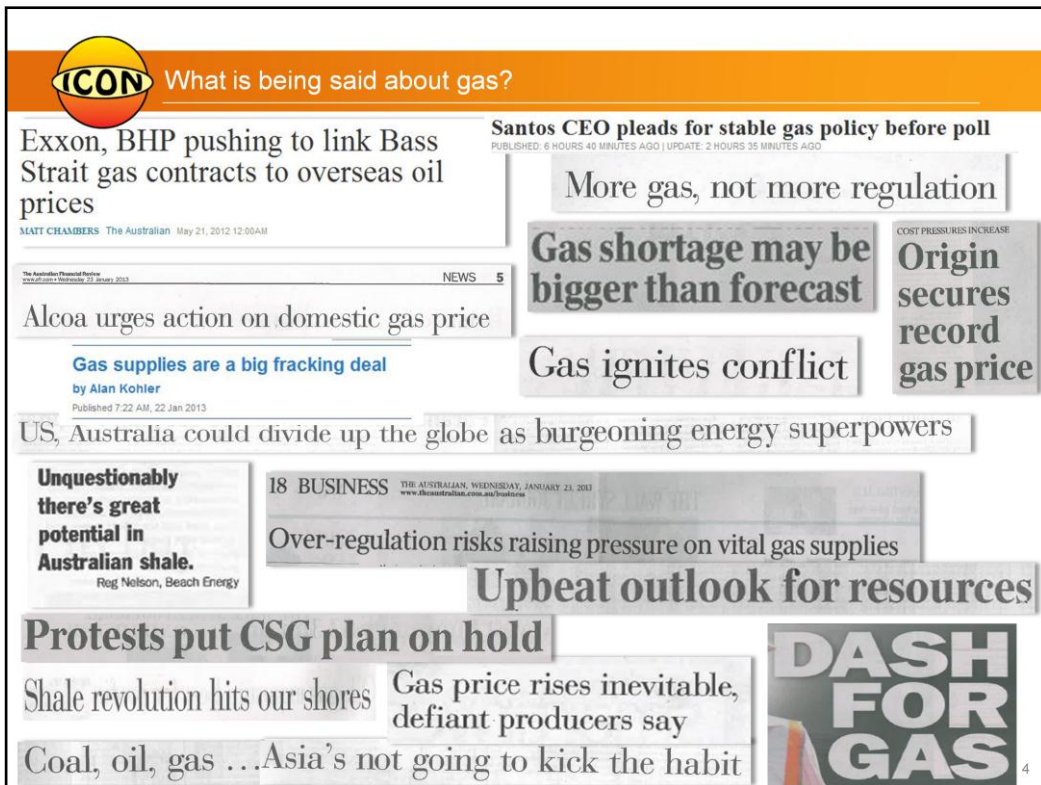 ICON
What is being said about gas?
Exxon, BHP pushing to link Bass
Strait gas contracts to overseas oil
prices
MATT CHAMBERS The Australian May 21, 2012 12:00AM
Santos CEO pleads for stable gas policy before poll
PUBLISHED: 6 HOURS 40 MINUTES AGO | UPDATE: 2 HOURS 35 MINUTES AGO
More gas, not more regulation
Gas shortage may be
bigger than forecast
COST PRESSURES INCREASE
Origin
secures
record
gas price
The Australian Financial Review
www.afr.com • Wednesday 23 January 2013
NEWS 5
Alcoa urges action on domestic gas price
Gas supplies are a big fracking deal
by Alan Kohler
Published 7:22 AM, 22 Jan 2013
Gas ignites conflict
US, Australia could divide up the globe as burgeoning energy superpowers
Unquestionably
there's great
potential in
Australian shale.
Reg Nelson, Beach Energy
18 BUSINESS THE AUSTRALIAN, WEDNESDAY, JANUARY 23, 2013
www.theaustralian.com.au/business
Over-regulation risks raising pressure on vital gas supplies
Upbeat outlook for resources
Protests put CSG plan on hold
Shale revolution hits our shores
Gas price rises inevitable,
defiant producers say
Coal, oil, gas ...Asia's not going to kick the habit
DASH
FOR
GAS
4